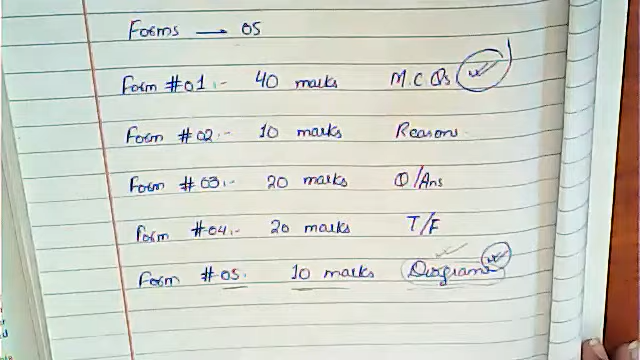 Forms → 05
Form #01:- 40 marks M.C.Qs
Form #02:- 10 marks Reasons
Form #03:- 20 marks Q/Ans
Form #04:- 20 marks T/F
Form #05. 10 marks Diagrams